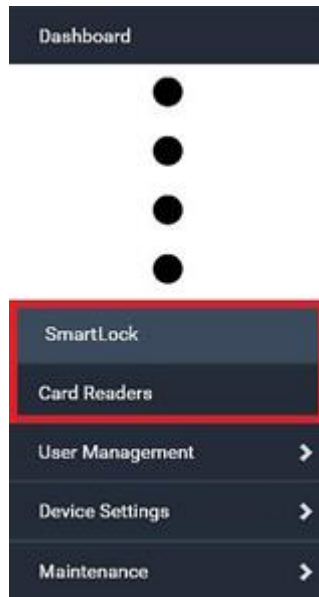 Dashboard
SmartLock
Card Readers
User Management
Device Settings
Maintenance